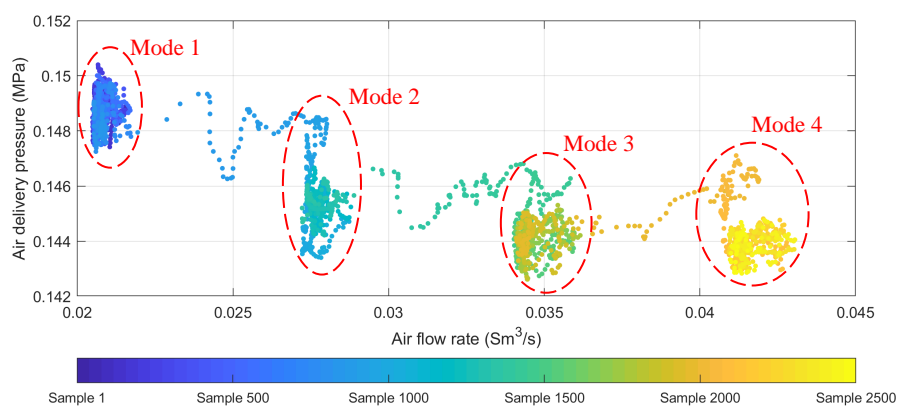 0.152
0.15
0.148
0.146
0.144
0.142
Air delivery pressure (MPa)
Mode 1
Mode 2
Mode 3
Mode 4
0.02 0.025 0.03 0.035 0.04 0.045
Air flow rate (Sm³/s)
Sample 1 Sample 500 Sample 1000 Sample 1500 Sample 2000 Sample 2500